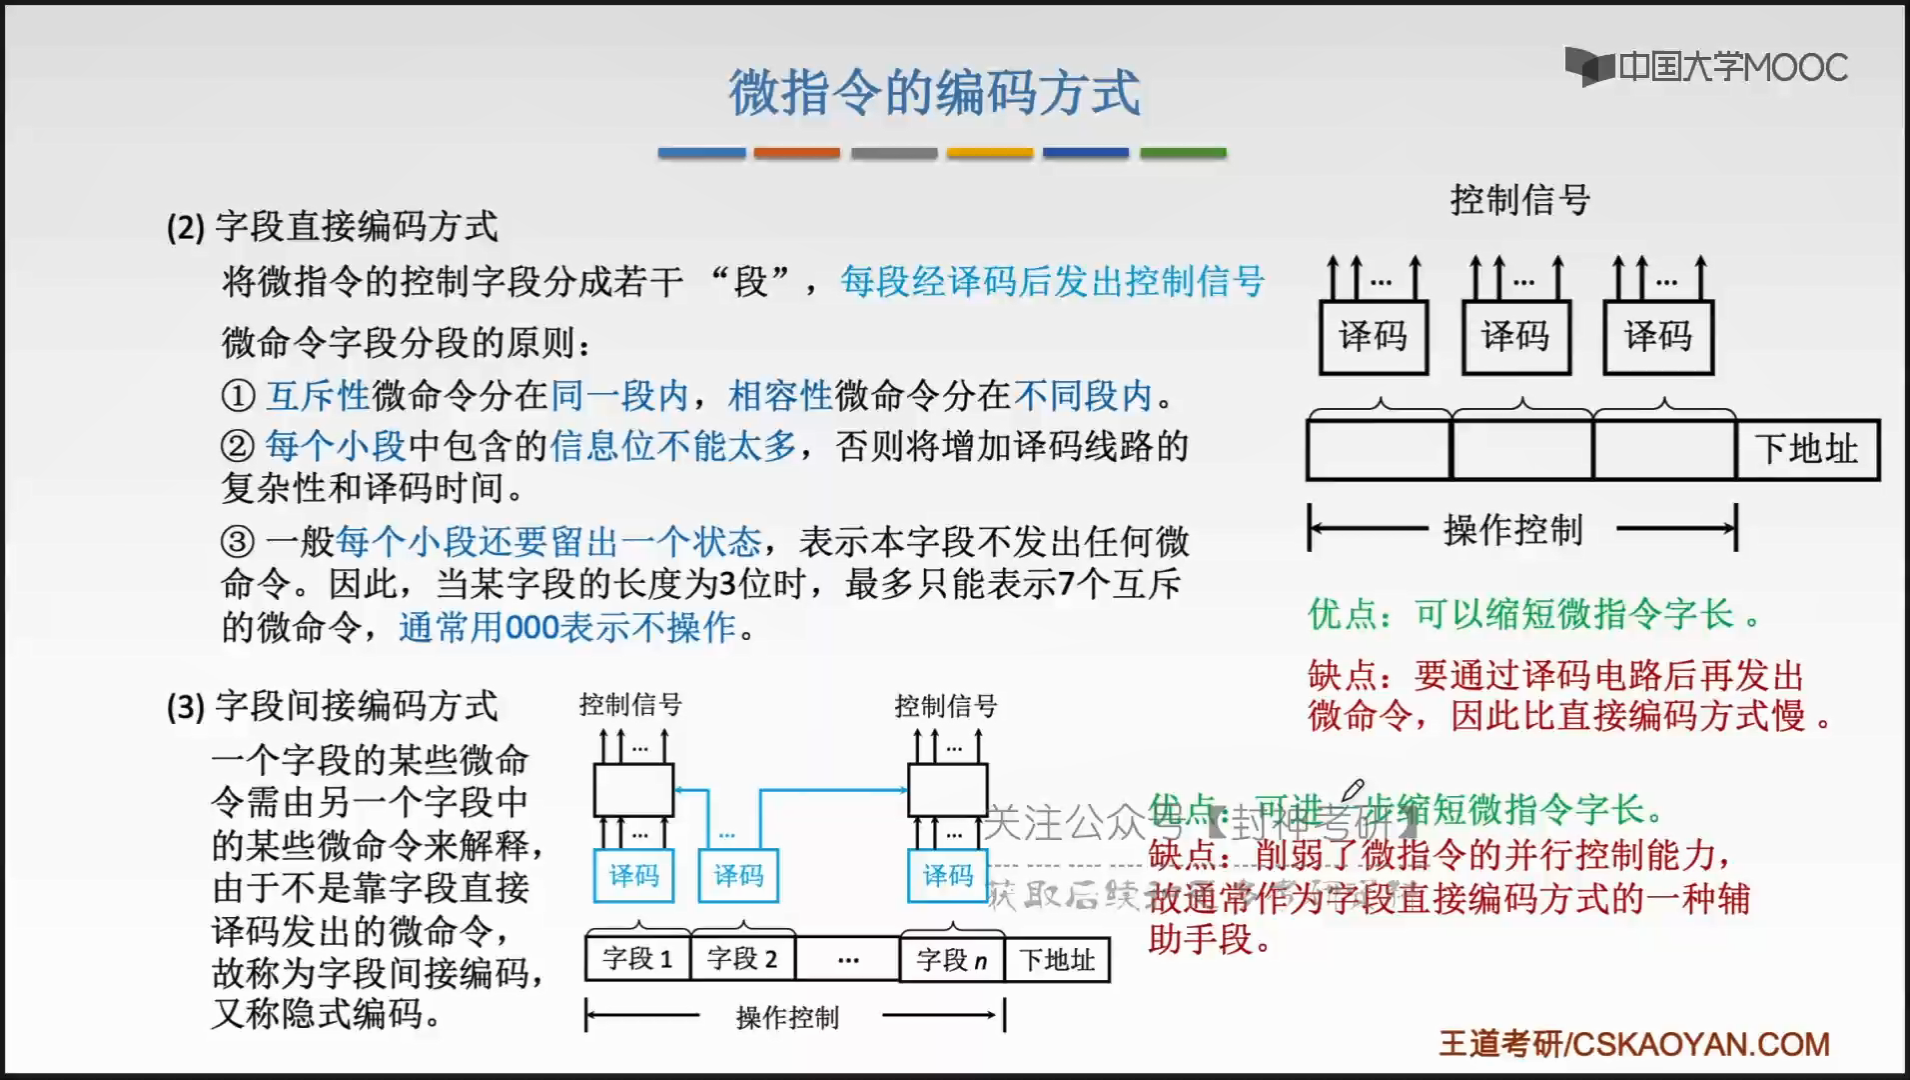 微指令的编码方式
中国大学MOOC
(2) 字段直接编码方式
将微指令的控制字段分成若干 “段”，每段经译码后发出控制信号
微命令字段分段的原则：
① 互斥性微命令分在同一段内，相容性微命令分在不同段内。
② 每个小段中包含的信息位不能太多，否则将增加译码线路的
复杂性和译码时间。
③ 一般每个小段还要留出一个状态，表示本字段不发出任何微
命令。因此，当某字段的长度为3位时，最多只能表示7个互斥
的微命令，通常用000表示不操作。
控制信号
... ... ...
译码 译码 译码
下地址
操作控制
优点：可以缩短微指令字长 。
缺点：要通过译码电路后再发出
微命令，因此比直接编码方式慢 。
(3) 字段间接编码方式
一个字段的某些微命
令需由另一个字段中
的某些微命令来解释，
由于不是靠字段直接
译码发出的微命令，
故称为字段间接编码，
又称隐式编码。
控制信号 控制信号
... ...
... ... ...
译码 译码 译码
字段 1 字段 2 ... 字段 n 下地址
操作控制
优点：可进一步缩短微指令字长。
缺点：削弱了微指令的并行控制能力，
故通常作为字段直接编码方式的一种辅
助手段。
关注公众号【封神考研】
获取后续
王道考研/CSKAOYAN.COM